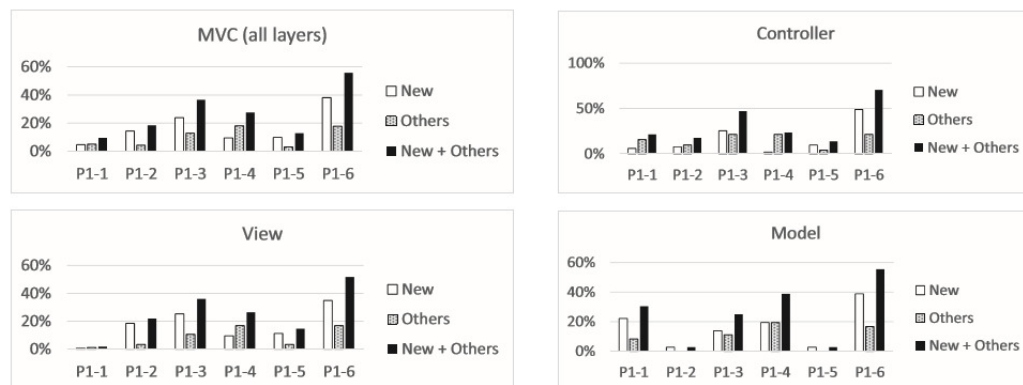 MVC (all layers)
60%
40%
20%
0%
P1-1 P1-2 P1-3 P1-4 P1-5 P1-6
New
Others
New + Others
Controller
100%
50%
0%
P1-1 P1-2 P1-3 P1-4 P1-5 P1-6
New
Others
New + Others
View
60%
40%
20%
0%
P1-1 P1-2 P1-3 P1-4 P1-5 P1-6
New
Others
New + Others
Model
60%
40%
20%
0%
P1-1 P1-2 P1-3 P1-4 P1-5 P1-6
New
Others
New + Others